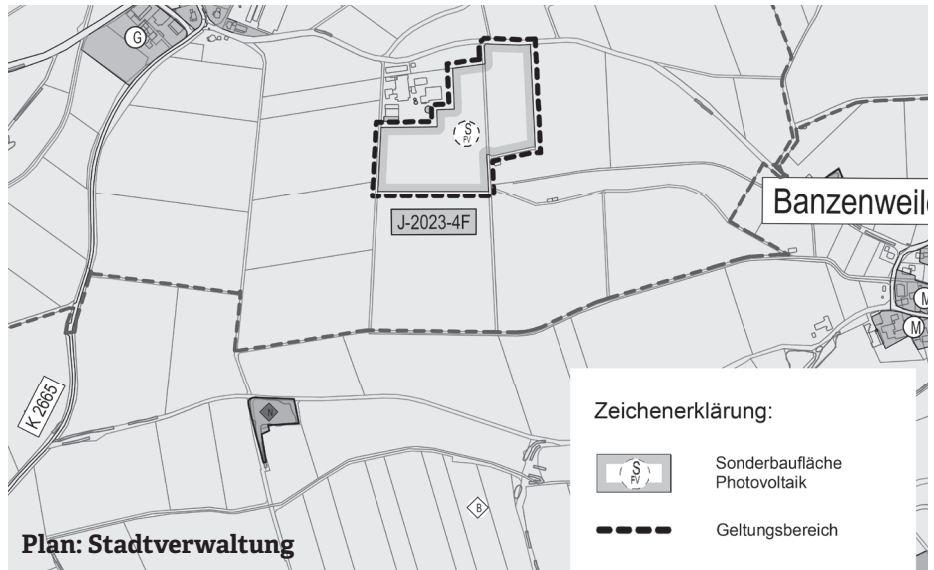 G
S
FV
J-2023-4F
Banzenweile
M
M
K 2665
N
B
Zeichenerklärung:
S
FV
Sonderbaufläche
Photovoltaik
Geltungsbereich
Plan: Stadtverwaltung